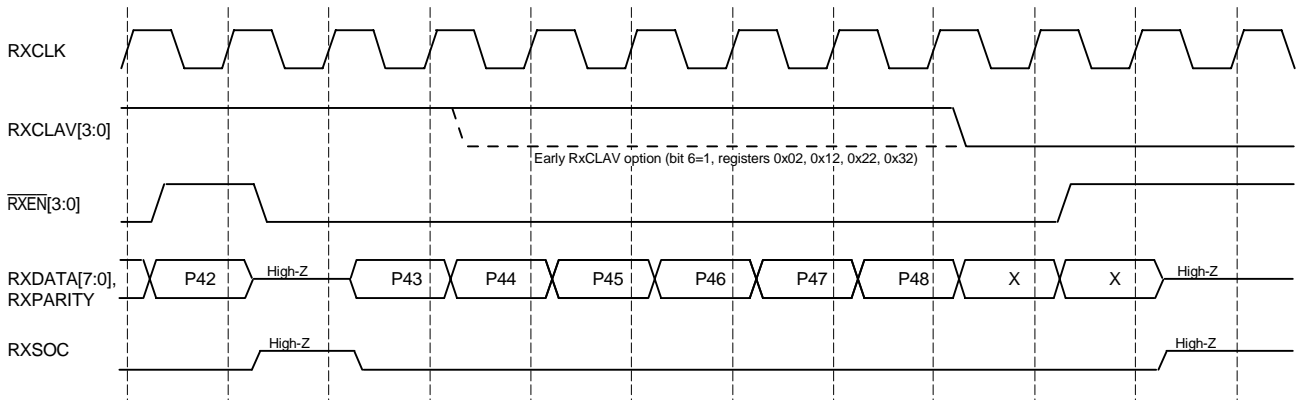 RXCLK
RXCLAV[3:0]
Early RxCLAV option (bit 6=1, registers 0x02, 0x12, 0x22, 0x32)
RXEN[3:0]
RXDATA[7:0], RXPARITY
P42 High-Z P43 P44 P45 P46 P47 P48 X X High-Z
RXSOC High-Z High-Z